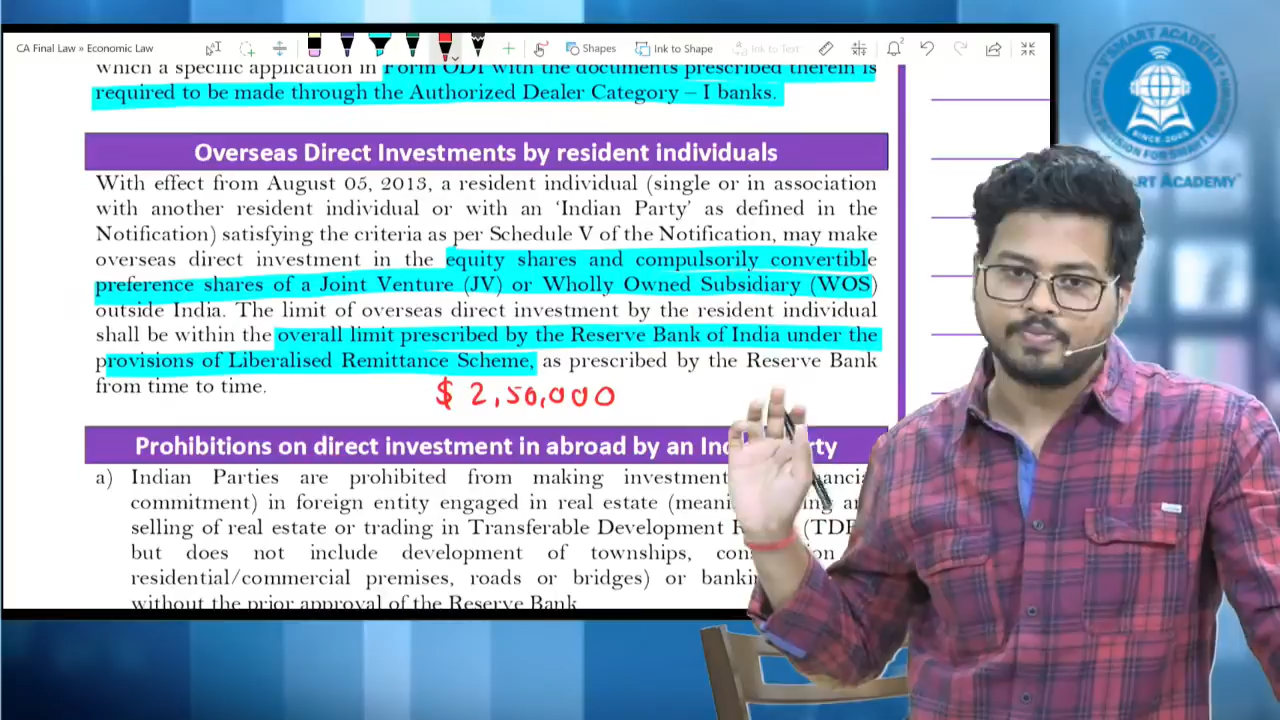 CA Final Law » Economic Law
Shapes
Ink to Shape
Ink to Text
which a specific application in Form ODI with the documents prescribed therein is
required to be made through the Authorized Dealer Category – I banks.
Overseas Direct Investments by resident individuals
With effect from August 05, 2013, a resident individual (single or in association
with another resident individual or with an ‘Indian Party’ as defined in the
Notification) satisfying the criteria as per Schedule V of the Notification, may make
overseas direct investment in the equity shares and compulsorily convertible
preference shares of a Joint Venture (JV) or Wholly Owned Subsidiary (WOS)
outside India. The limit of overseas direct investment by the resident individual
shall be within the overall limit prescribed by the Reserve Bank of India under the
provisions of Liberalised Remittance Scheme, as prescribed by the Reserve Bank
from time to time.
$ 2,50,000
Prohibitions on direct investment in abroad by an
a) Indian Parties are prohibited from making
commitment) in foreign entity engaged in real estate
selling of real estate or trading in Transferable Development
but does not include development of townships,
residential/commercial premises, roads or bridges) or
without the prior approval of the Reserve Bank
SINCE 2005
ACADEMY